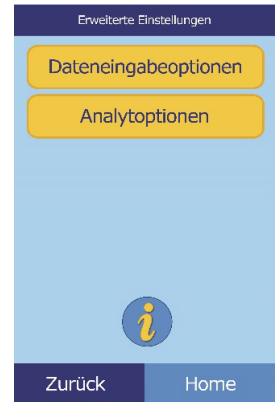 Erweiterte Einstellungen
Dateneingabeoptionen
Analytoptionen
i
Zurück Home